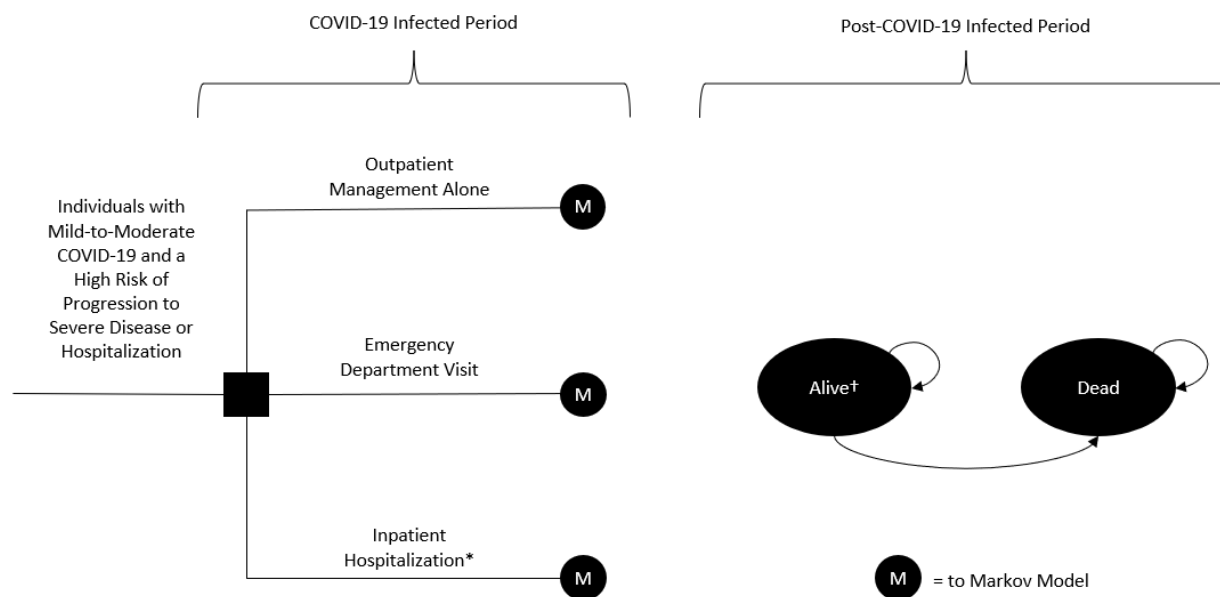 COVID-19 Infected Period
Post-COVID-19 Infected Period
Individuals with
Mild-to-Moderate
COVID-19 and a
High Risk of
Progression to
Severe Disease or
Hospitalization
Outpatient
Management Alone
M
Emergency
Department Visit
M
Inpatient
Hospitalization*
M
Alive†
Dead
M = to Markov Model